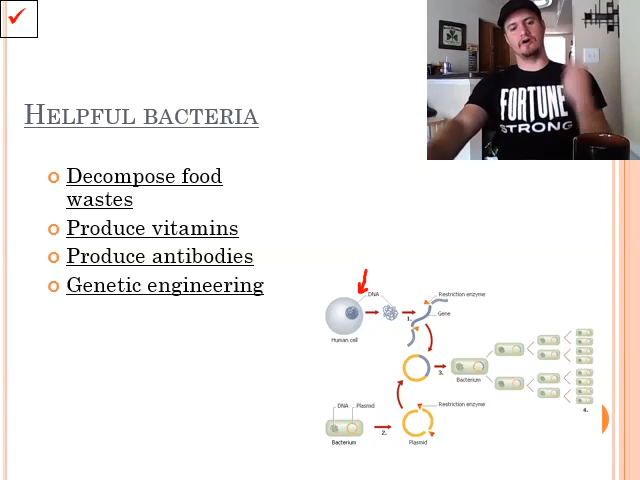 FORTUNE
STRONG
HELPFUL BACTERIA
Decompose food
wastes
Produce vitamins
Produce antibodies
Genetic engineering
DNA
Restriction enzyme
1.
Gene
Human cell
3.
Bacterium
4.
DNA
Plasmid
Restriction enzyme
2.
Bacterium
Plasmid